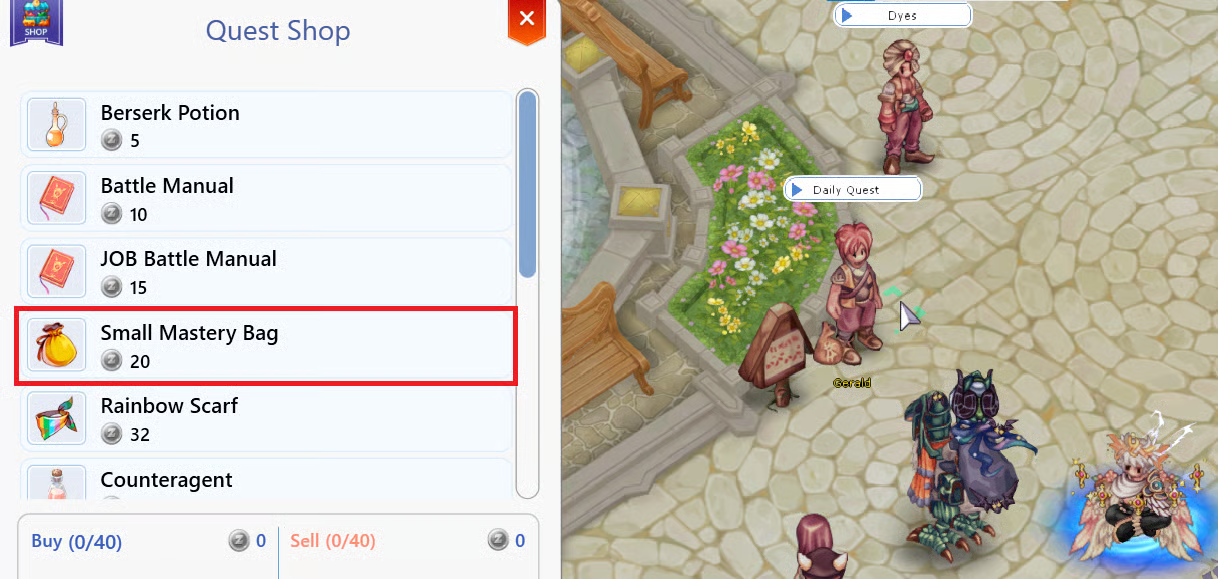 SHOP
Quest Shop
Berserk Potion
5
Battle Manual
10
JOB Battle Manual
15
Small Mastery Bag
20
Rainbow Scarf
32
Counteragent
Buy (0/40) Z 0 Sell (0/40) Z 0
Dyes
Daily Quest
Gerald